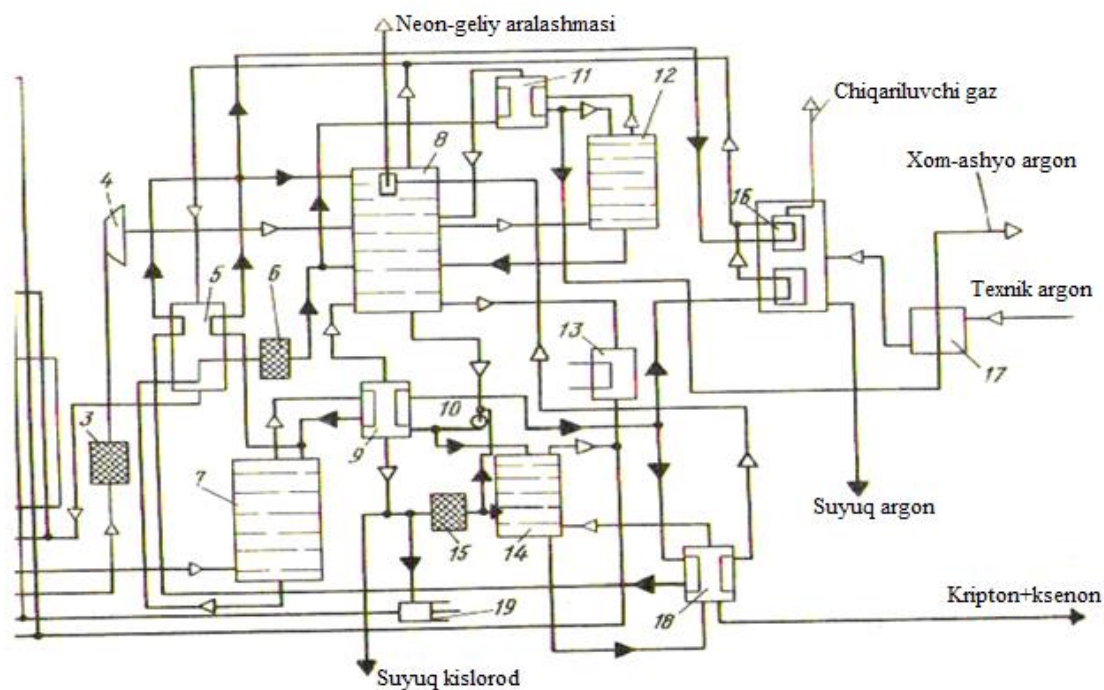 Neon-geliy aralashmasi
11
12
Chiqariluvchi gaz
8
Xom-ashyo argon
4
16
5
6
Texnik argon
13
17
3
10
9
7
Suyuq argon
15
14
18
19
Kripton+ksenon
Suyuq kislorod